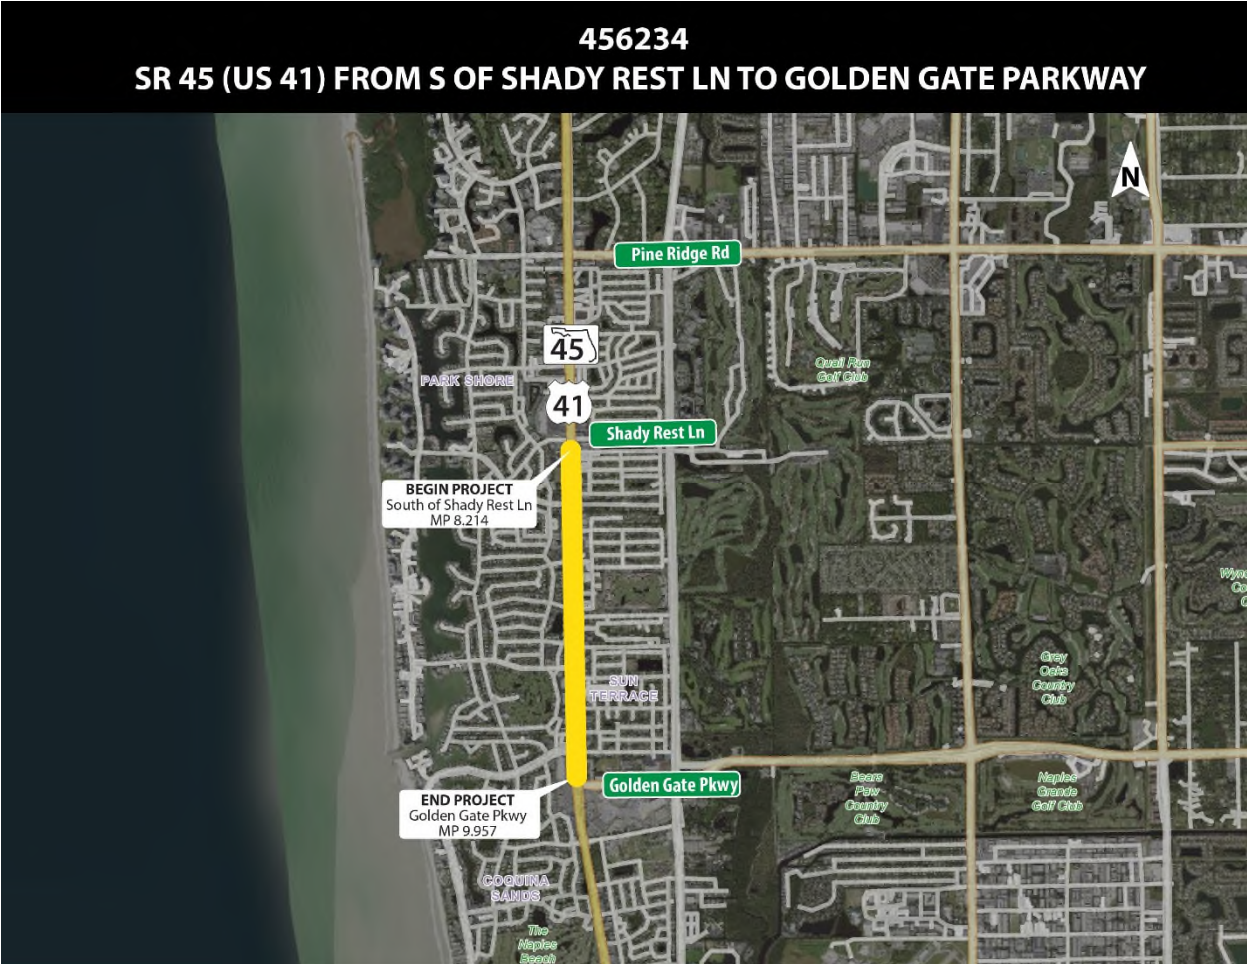 456234
SR 45 (US 41) FROM S OF SHADY REST LN TO GOLDEN GATE PARKWAY
N
Pine Ridge Rd
45
PARK SHORE
Quail Run
Golf Club
41
Shady Rest Ln
BEGIN PROJECT
South of Shady Rest Ln
MP 8.214
Grey
Oaks
Country
Club
SUN
TERRACE
Golden Gate Pkwy
END PROJECT
Golden Gate Pkwy
MP 9.957
Bears
Paw
Country
Club
Naples
Grande
Golf Club
COQUINA
SANDS
The
Naples
Beach